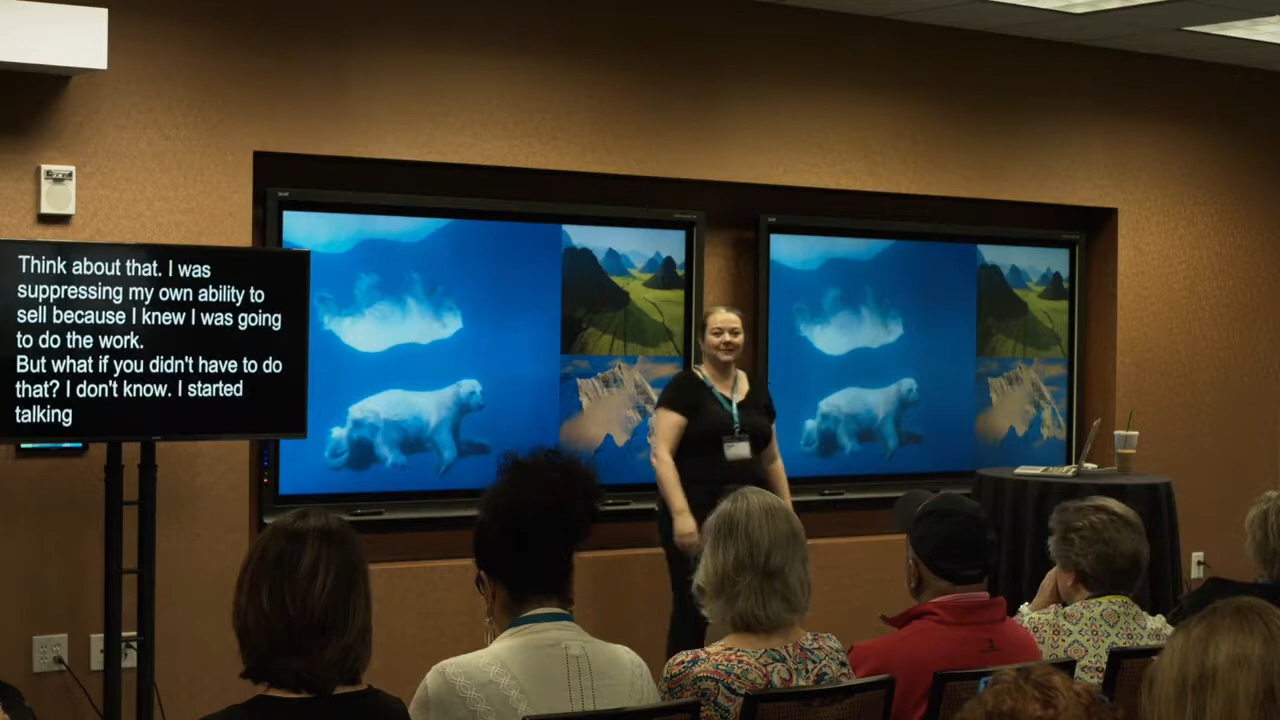 Think about that. I was
suppressing my own ability to
sell because I knew I was going
to do the work.
But what if you didn't have to do
that? I don't know. I started
talking